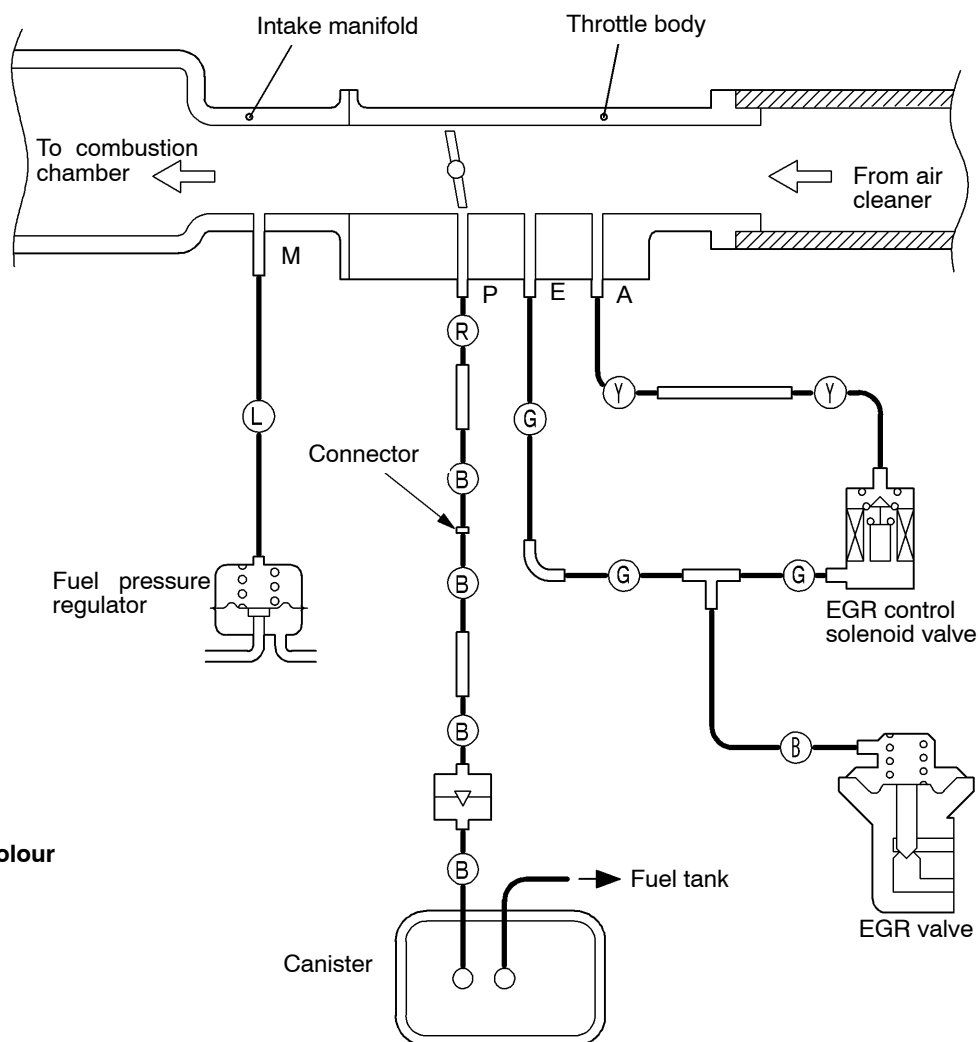 Intake manifold
Throttle body
To combustion
chamber
From air
cleaner
M
P
E
A
R
Y
Y
L
G
Connector
B
B
G
G
Fuel pressure
regulator
EGR control
solenoid valve
B
B
olour
B
Fuel tank
EGR valve
Canister